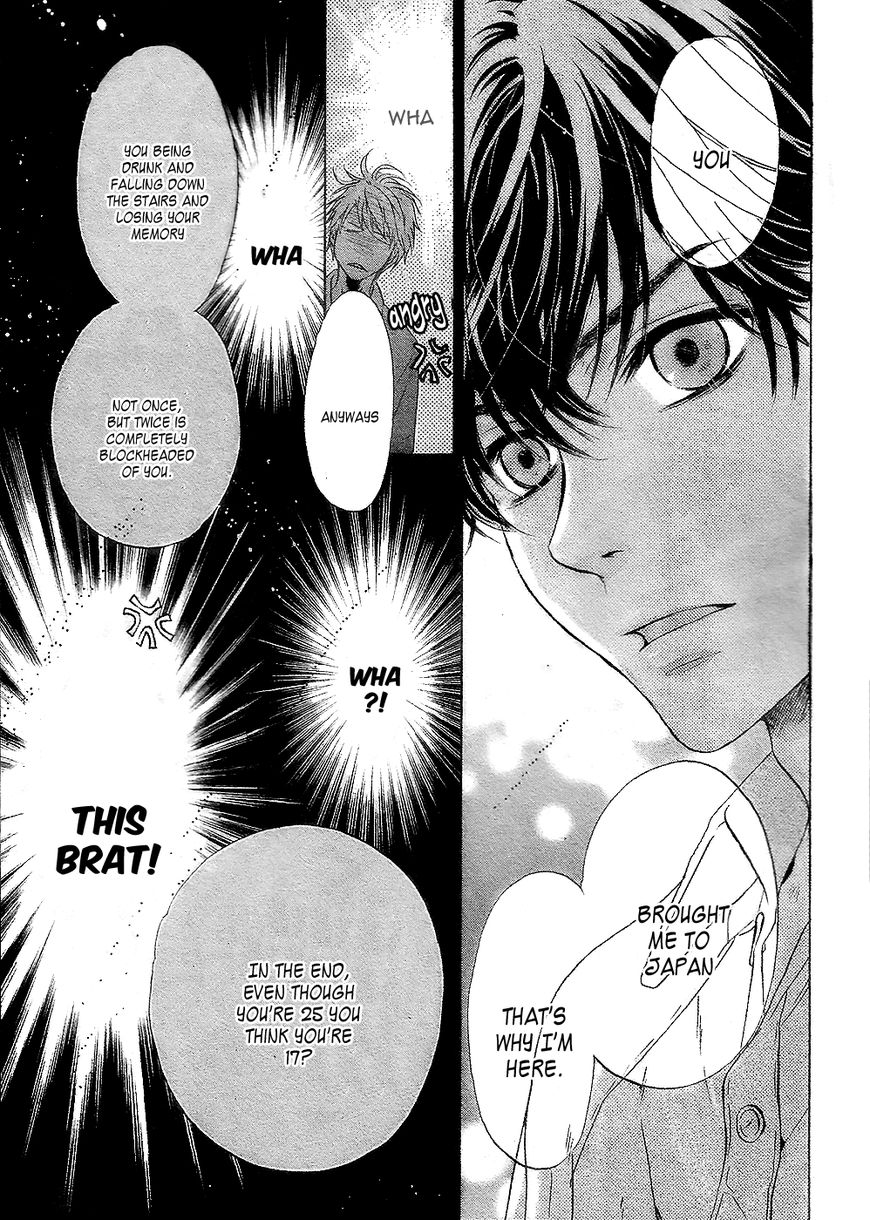 YOU
BROUGHT
ME TO
JAPAN
THAT'S
WHY I'M
HERE.
WHA
angry
ANYWAYS
WHA
YOU BEING
DRUNK AND
FALLING DOWN
THE STAIRS AND
LOSING YOUR
MEMORY
NOT ONCE,
BUT TWICE IS
COMPLETELY
BLOCKHEADED
OF YOU.
WHA
?!
THIS
BRAT!
IN THE END,
EVEN THOUGH
YOU'RE 25 YOU
THINK YOU'RE
17?